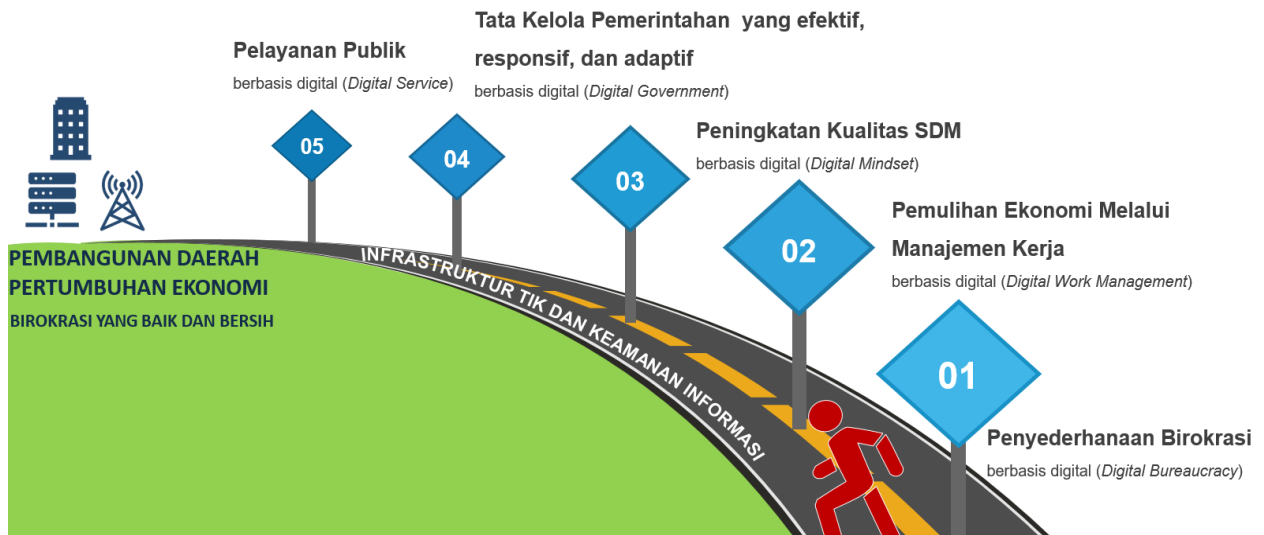 Tata Kelola Pemerintahan yang efektif,
responsif, dan adaptif
berbasis digital (Digital Government)
Pelayanan Publik
berbasis digital (Digital Service)
05
04
Peningkatan Kualitas SDM
berbasis digital (Digital Mindset)
03
Pemulihan Ekonomi Melalui
Manajemen Kerja
berbasis digital (Digital Work Management)
02
01
Penyederhanaan Birokrasi
berbasis digital (Digital Bureaucracy)
INFRASTRUKTUR TIK DAN KEAMANAN INFORMASI
PEMBANGUNAN DAERAH
PERTUMBUHAN EKONOMI
BIROKRASI YANG BAIK DAN BERSIH